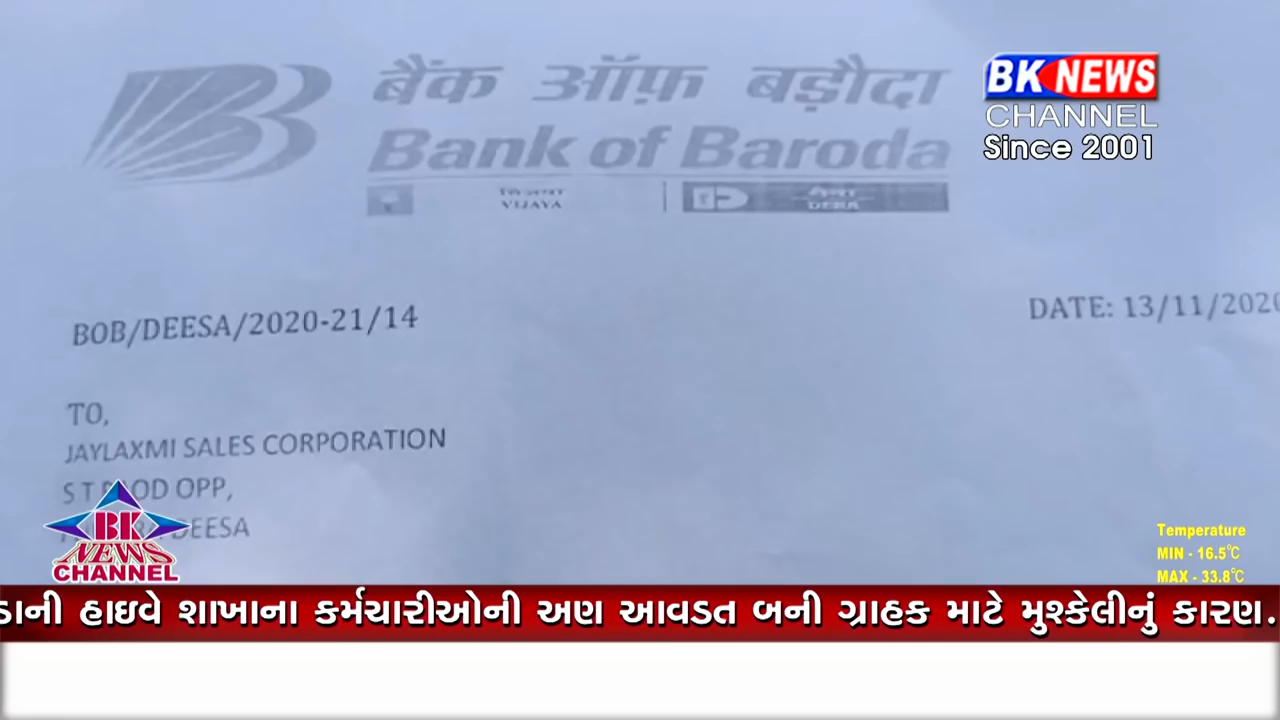 बैंक ऑफ़ बड़ौदा
Bank of Baroda
VIJAYA
DENA
BK NEWS
CHANNEL
Since 2001
BOB/DEESA/2020-21/14
DATE: 13/11/2020
TO,
JAYLAXMI SALES CORPORATION
S T OPP,
DEESA
BK
NEWS
CHANNEL
Temperature
MIN - 16.5℃
MAX - 33.8℃
ડાની હાઇવે શાખાના કર્મચારીઓની અણ આવડત બની ગ્રાહક માટે મુશ્કેલીનું કારણ.